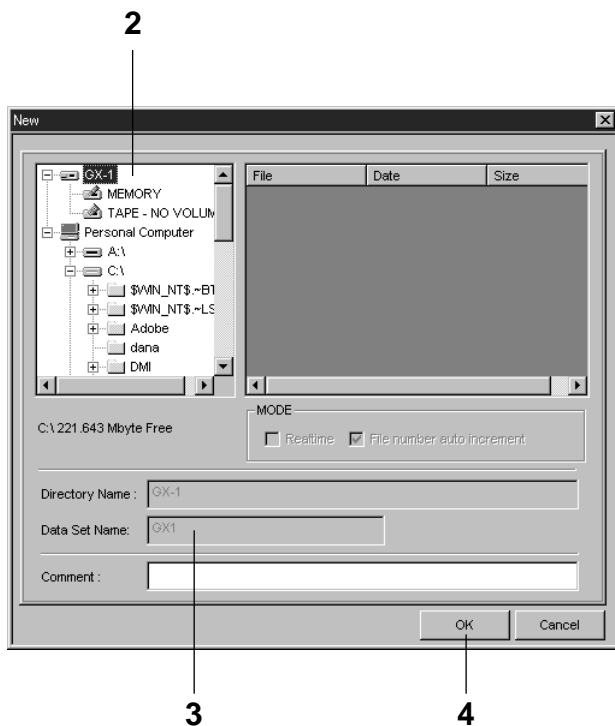 2
New
GX-1
MEMORY
TAPE - NO VOLUM
Personal Computer
A:\
C:\
$WIN_NT$.~BT
$WIN_NT$.~LS
Adobe
dana
DMI
File Date Size
C:\ 221.643 Mbyte Free
MODE
Realtime File number auto increment
Directory Name : GX-1
Data Set Name: GX1
Comment :
OK Cancel
3 4